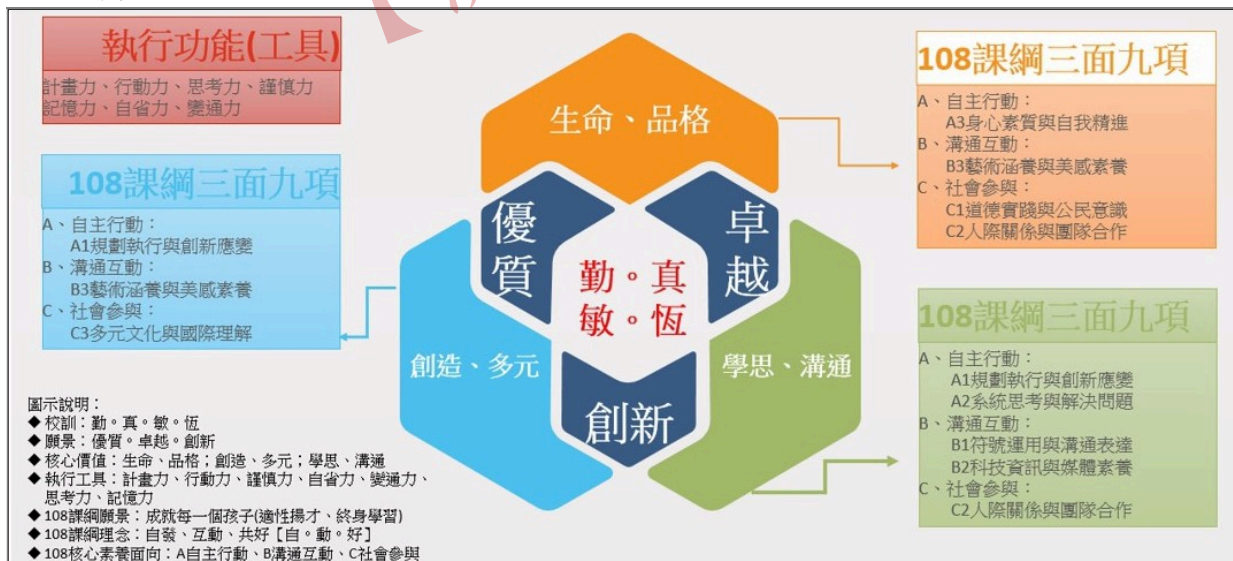 執行功能(工具)
計畫力、行動力、思考力、謹慎力
記憶力、自省力、變通力
108課綱三面九項
A、自主行動：
A1規劃執行與創新應變
B、溝通互動：
B3藝術涵養與美感素養
C、社會參與：
C3多元文化與國際理解
生命、品格
優質
卓越
勤。真
敏。恆
創造、多元
學思、溝通
創新
108課綱三面九項
A、自主行動：
A3身心素質與自我精進
B、溝通互動：
B3藝術涵養與美感素養
C、社會參與：
C1道德實踐與公民意識
C2人際關係與團隊合作
108課綱三面九項
A、自主行動：
A1規劃執行與創新應變
A2系統思考與解決問題
B、溝通互動：
B1符號運用與溝通表達
B2科技資訊與媒體素養
C、社會參與：
C2人際關係與團隊合作
圖示說明：
◆ 校訓：勤。真。敏。恆
◆ 願景：優質。卓越。創新
◆ 核心價值：生命、品格；創造、多元；學思、溝通
◆ 執行工具：計畫力、行動力、謹慎力、自省力、變通力、
思考力、記憶力
◆ 108課綱願景：成就每一個孩子(適性揚才、終身學習)
◆ 108課綱理念：自發、互動、共好［自。動。好］
◆ 108核心素養面向：A自主行動、B溝通互動、C社會參與